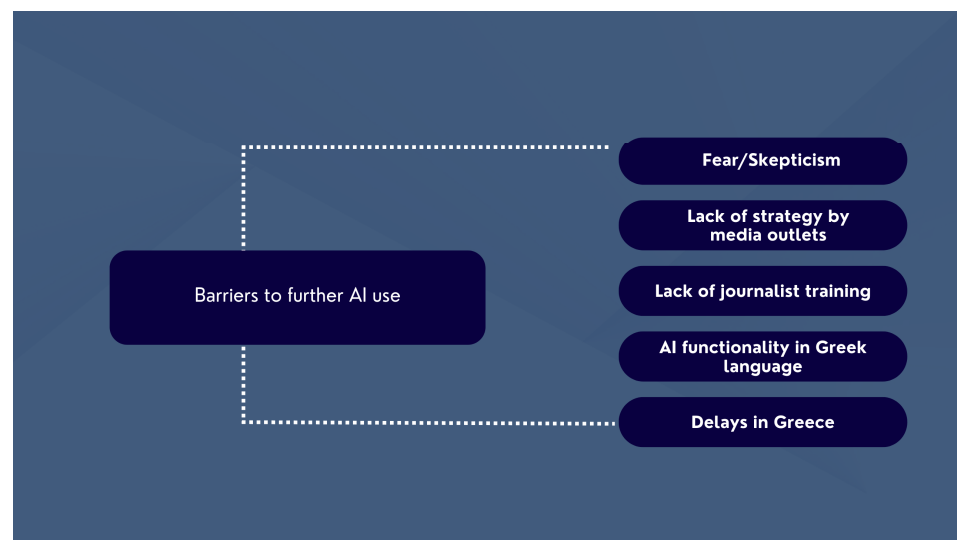 Fear/Skepticism
Lack of strategy by
media outlets
Barriers to further AI use
Lack of journalist training
AI functionality in Greek
language
Delays in Greece